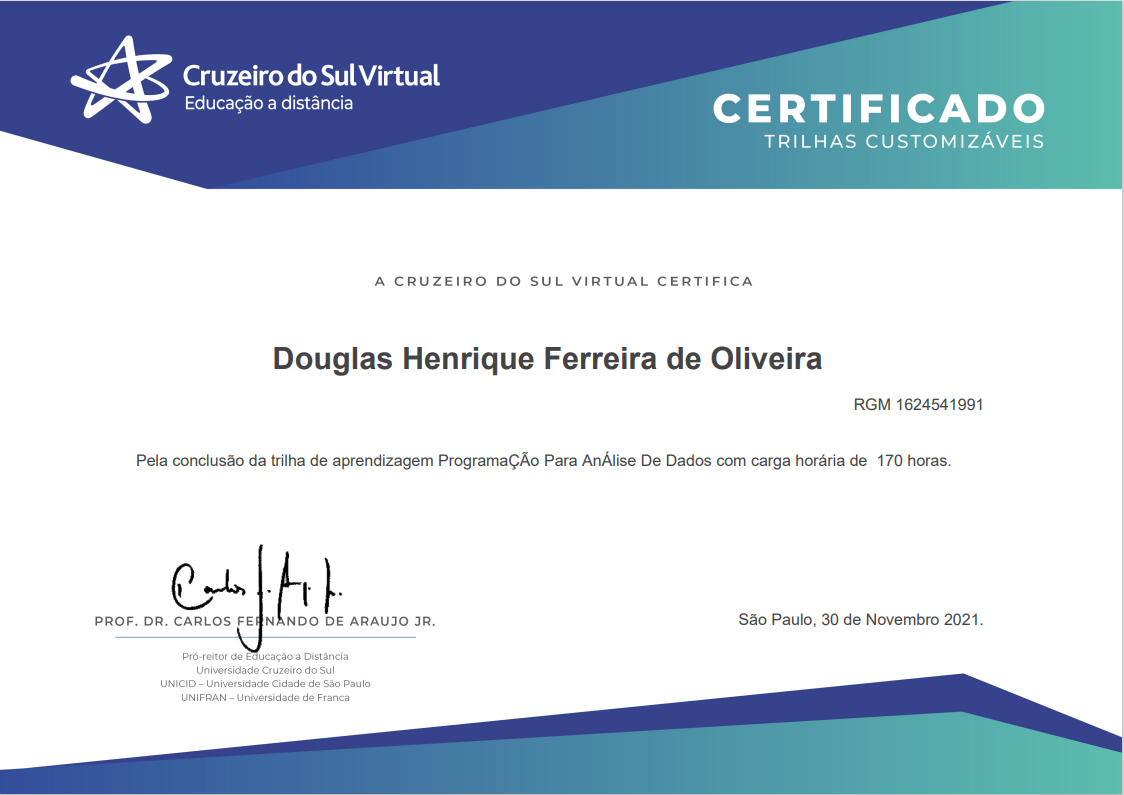 Cruzeiro do Sul Virtual
Educação a distância
CERTIFICADO
TRILHAS CUSTOMIZÁVEIS
A CRUZEIRO DO SUL VIRTUAL CERTIFICA
Douglas Henrique Ferreira de Oliveira
RGM 1624541991
Pela conclusão da trilha de aprendizagem ProgramaÇÃo Para AnÁlise De Dados com carga horária de 170 horas.
Carlos F. A. Jr.
PROF. DR. CARLOS FERNANDO DE ARAUJO JR.
São Paulo, 30 de Novembro 2021.
Pró-reitor de Educação a Distância
Universidade Cruzeiro do Sul
UNICID – Universidade Cidade de São Paulo
UNIFRAN – Universidade de Franca